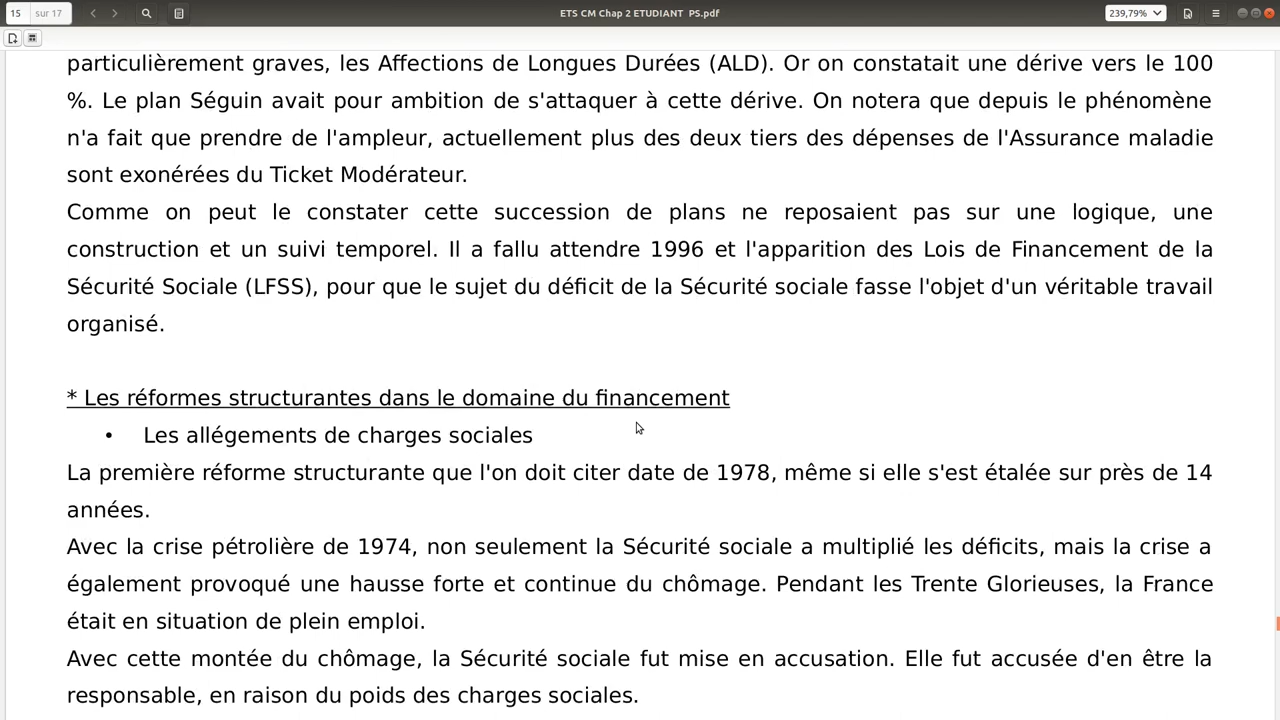 15 sur 17
ETS CM Chap 2 ETUDIANT PS.pdf
239,79%
particulièrement graves, les Affections de Longues Durées (ALD). Or on constatait une dérive vers le 100
%. Le plan Séguin avait pour ambition de s'attaquer à cette dérive. On notera que depuis le phénomène
n'a fait que prendre de l'ampleur, actuellement plus des deux tiers des dépenses de l'Assurance maladie
sont exonérées du Ticket Modérateur.
Comme on peut le constater cette succession de plans ne reposaient pas sur une logique, une
construction et un suivi temporel. Il a fallu attendre 1996 et l'apparition des Lois de Financement de la
Sécurité Sociale (LFSS), pour que le sujet du déficit de la Sécurité sociale fasse l'objet d'un véritable travail
organisé.
* Les réformes structurantes dans le domaine du financement
• Les allégements de charges sociales
La première réforme structurante que l'on doit citer date de 1978, même si elle s'est étalée sur près de 14
années.
Avec la crise pétrolière de 1974, non seulement la Sécurité sociale a multiplié les déficits, mais la crise a
également provoqué une hausse forte et continue du chômage. Pendant les Trente Glorieuses, la France
était en situation de plein emploi.
Avec cette montée du chômage, la Sécurité sociale fut mise en accusation. Elle fut accusée d'en être la
responsable, en raison du poids des charges sociales.